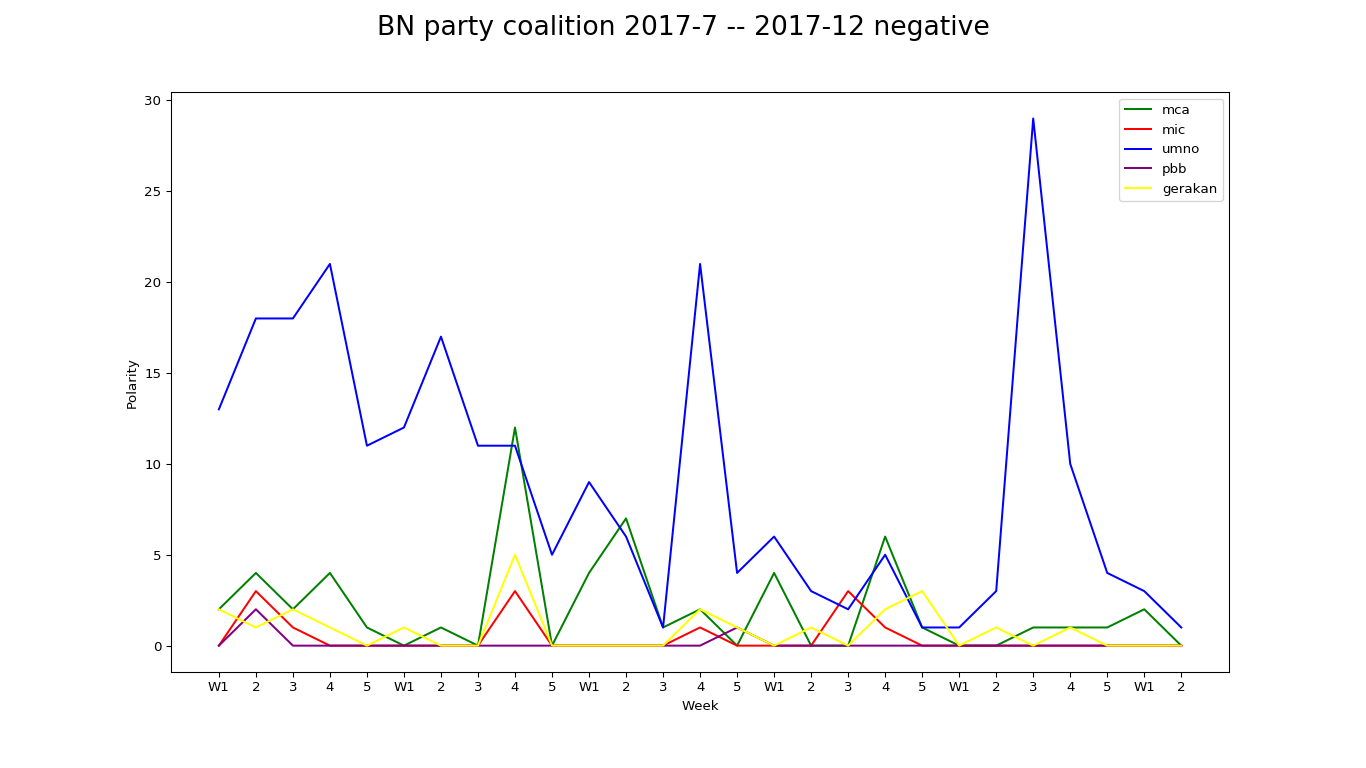 BN party coalition 2017-7 -- 2017-12 negative
30
25
20
15
10
5
0
Polarity
mca
mic
umno
pbb
gerakan
W1 2 3 4 5 W1 2 3 4 5 W1 2 3 4 5 W1 2 3 4 5 W1 2 3 4 5 W1 2
Week